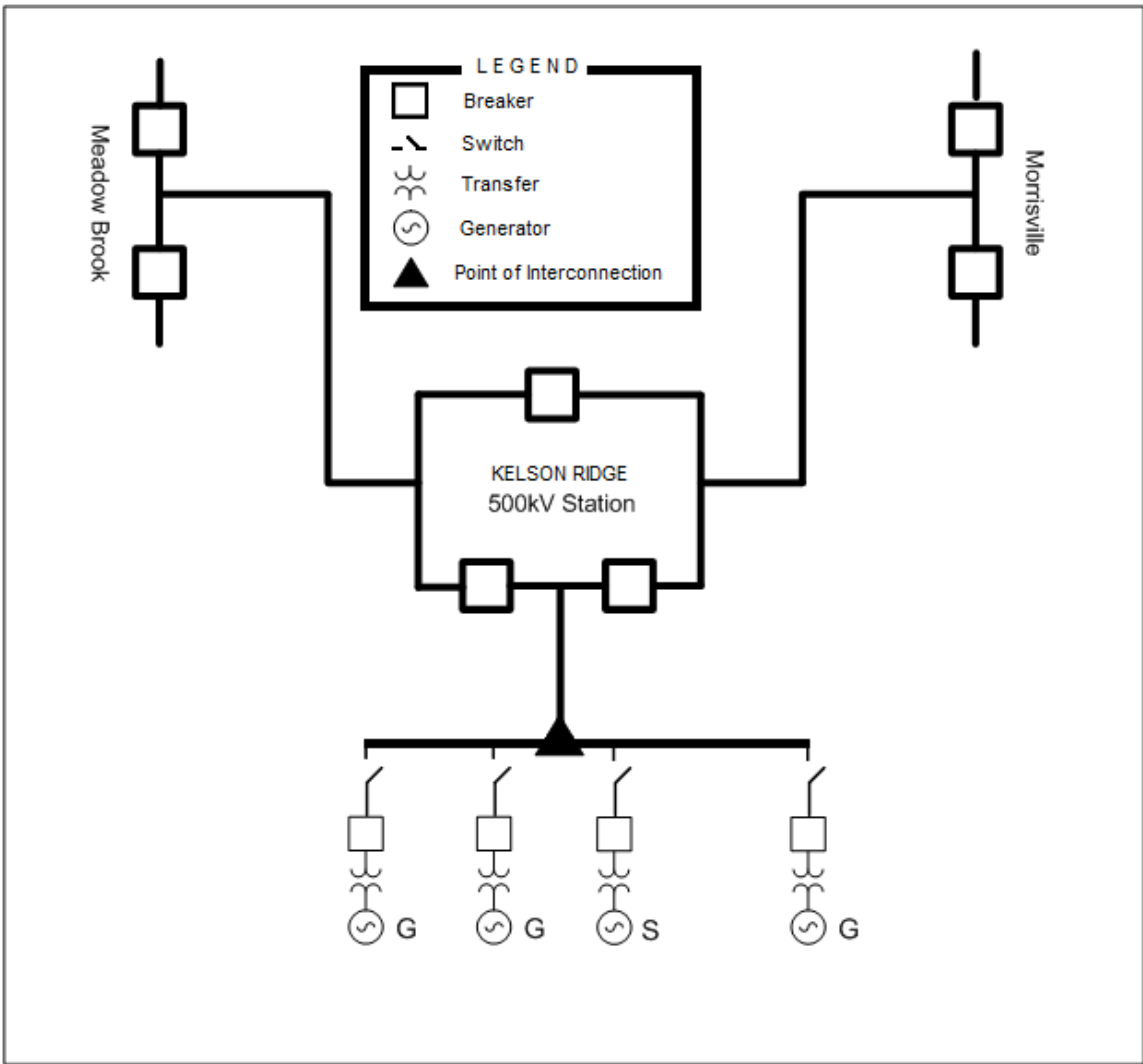 L E G E N D
Breaker
Switch
Transfer
Generator
Point of Interconnection
Meadow Brook
Morrisville
KELSON RIDGE
500kV Station
G
G
S
G